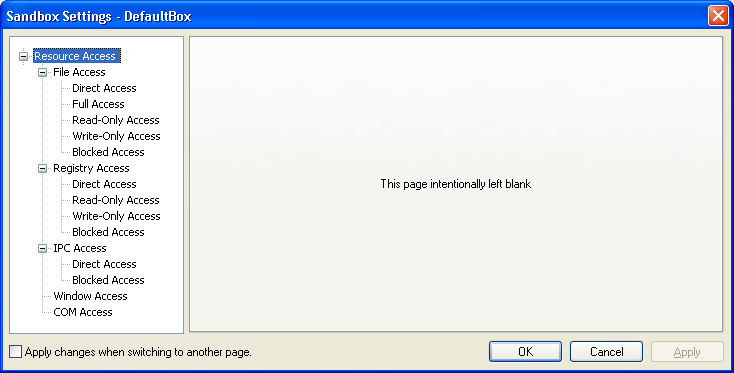 Sandbox Settings - DefaultBox
Resource Access
File Access
Direct Access
Full Access
Read-Only Access
Write-Only Access
Blocked Access
Registry Access
Direct Access
Read-Only Access
Write-Only Access
Blocked Access
IPC Access
Direct Access
Blocked Access
Window Access
COM Access
This page intentionally left blank
Apply changes when switching to another page.
OK
Cancel
Apply